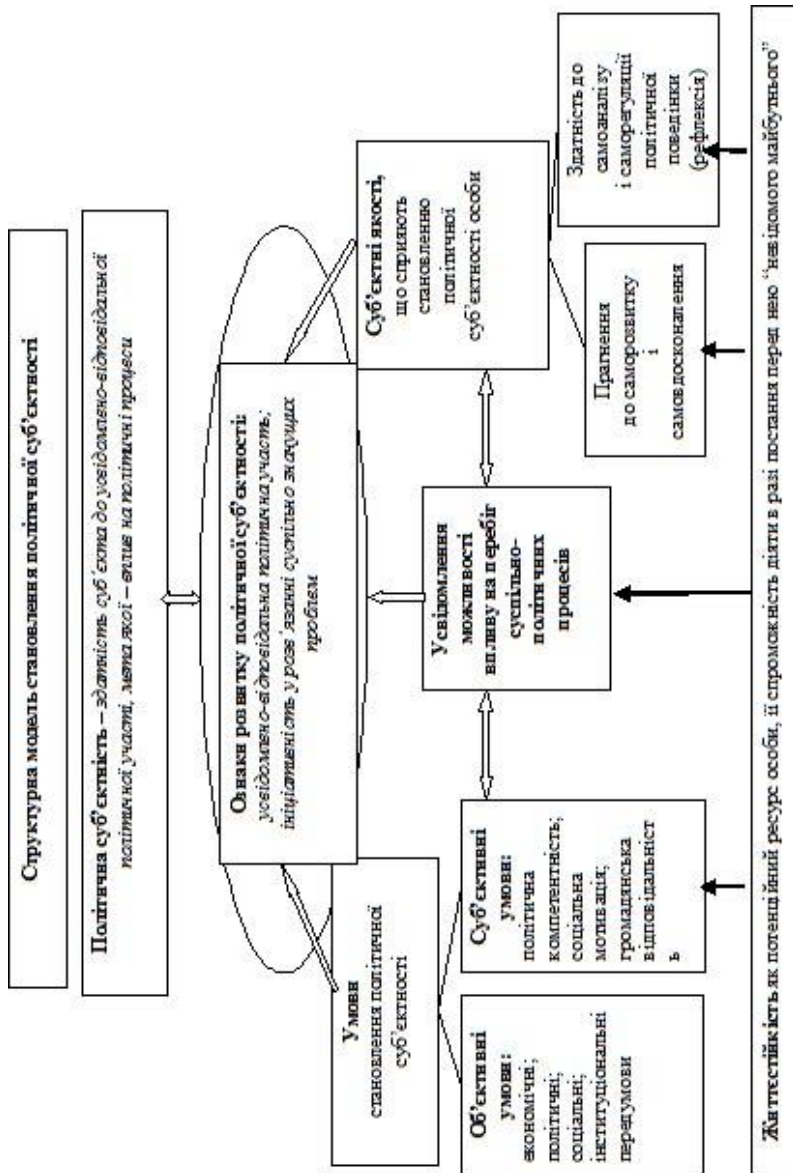 Структурна модель становлення політичної суб’єктності
Політична суб’єктність – здатність суб’єкта до усвідомлено-відповідальної
політичної участі, мета якої – вплив на політичні процеси
Ознаки розвитку політичної суб’єктності:
усвідомлено-відповідальна політична участь;
ініціативність у розв’язанні суспільно значущих
проблем
Умови
становлення політичної
суб’єктності
Усвідомлення
можливості
впливу на перебіг
суспільно-
політичних
процесів
Суб’єктні якості,
що сприяють
становленню
політичної
суб’єктності особи
Об’єктивні
умови:
економічні;
політичні;
соціальні;
інституціональні
передумови
Суб’єктивні
умови:
політична
компетентність;
соціальна
мотивація;
громадянська
відповідальніст
ь
Прагнення
до саморозвитку
і
самовдосконалення
Здатність до
самоаналізу
і саморегуляції
політичної
поведінки
(рефлексія)
Життєстійкість як потенційний ресурс особи, її спроможність діяти в разі постання перед нею “невідомого майбутнього”